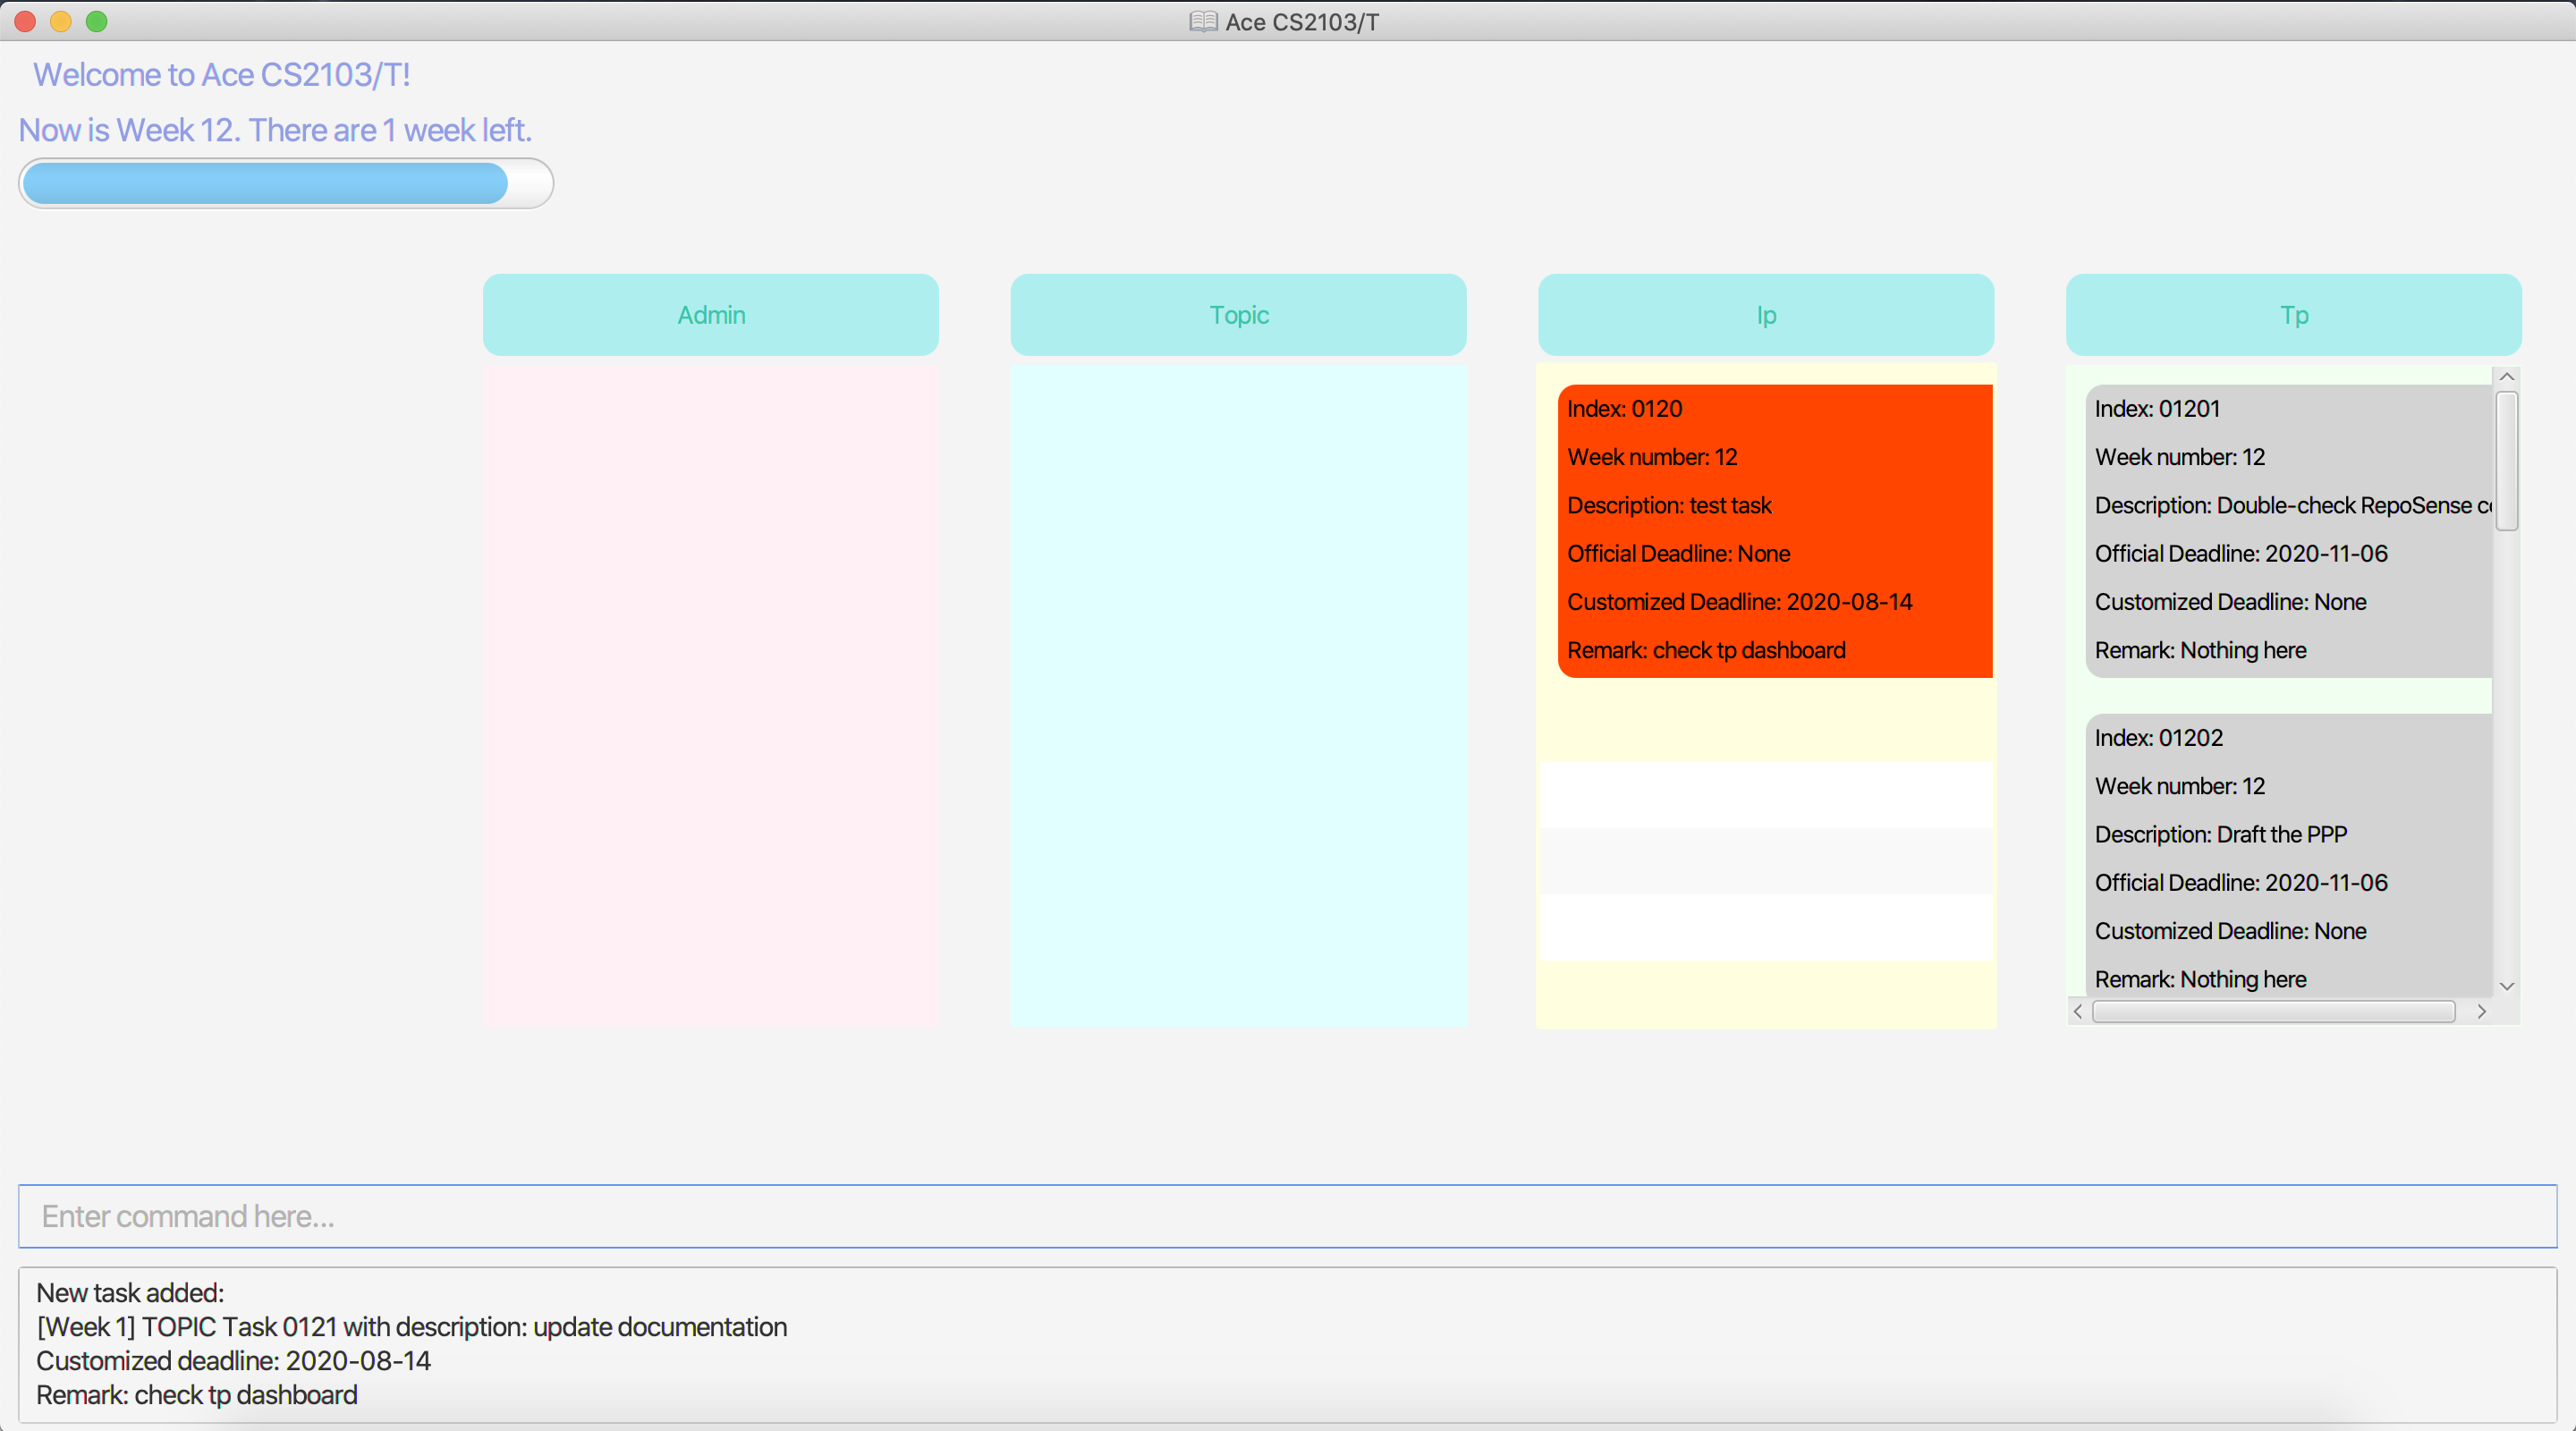 Ace CS2103/T
Welcome to Ace CS2103/T!
Now is Week 12. There are 1 week left.
Admin
Topic
Ip
Tp
Index: 0120
Week number: 12
Description: test task
Official Deadline: None
Customized Deadline: 2020-08-14
Remark: check tp dashboard
Index: 01201
Week number: 12
Description: Double-check RepoSense
Official Deadline: 2020-11-06
Customized Deadline: None
Remark: Nothing here
Index: 01202
Week number: 12
Description: Draft the PPP
Official Deadline: 2020-11-06
Customized Deadline: None
Remark: Nothing here
Enter command here...
New task added:
[Week 1] TOPIC Task 0121 with description: update documentation
Customized deadline: 2020-08-14
Remark: check tp dashboard